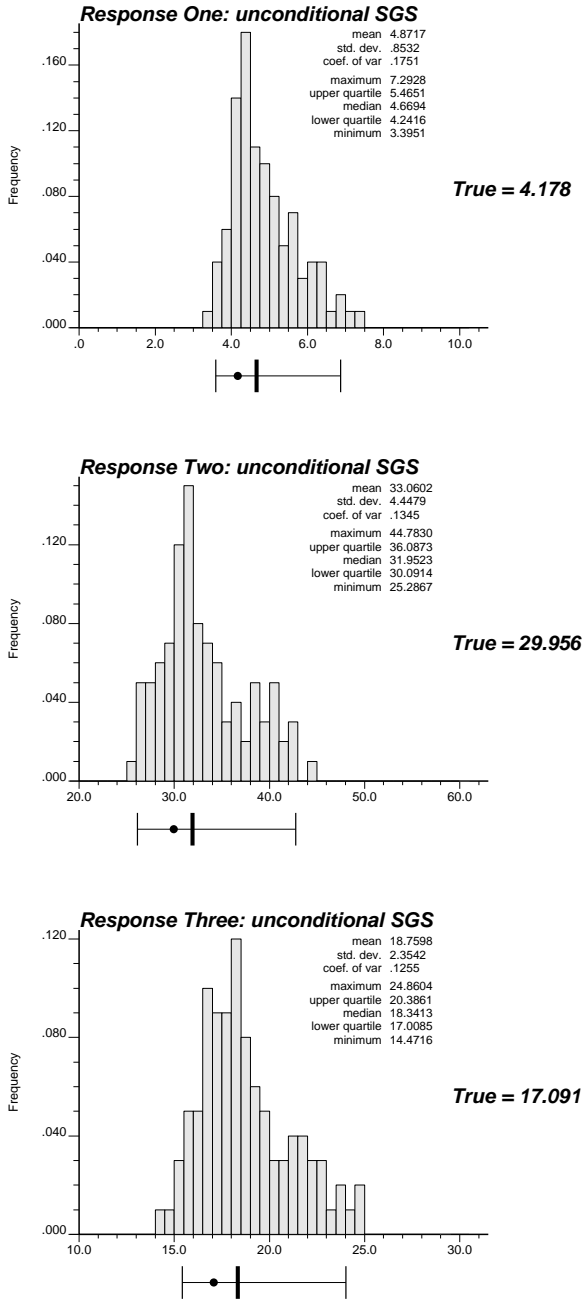 Response One: unconditional SGS
mean 4.8717
std. dev. .8532
coef. of var .1751
maximum 7.2928
upper quartile 5.4651
median 4.6694
lower quartile 4.2416
minimum 3.3951
True = 4.178
Frequency
.160
.120
.080
.040
.000
.0 2.0 4.0 6.0 8.0 10.0
Response Two: unconditional SGS
mean 33.0602
std. dev. 4.4479
coef. of var .1345
maximum 44.7830
upper quartile 36.0873
median 31.9523
lower quartile 30.0914
minimum 25.2867
True = 29.956
Frequency
.120
.080
.040
.000
20.0 30.0 40.0 50.0 60.0
Response Three: unconditional SGS
mean 18.7598
std. dev. 2.3542
coef. of var .1255
maximum 24.8604
upper quartile 20.3861
median 18.3413
lower quartile 17.0085
minimum 14.4716
True = 17.091
Frequency
.120
.080
.040
.000
10.0 15.0 20.0 25.0 30.0